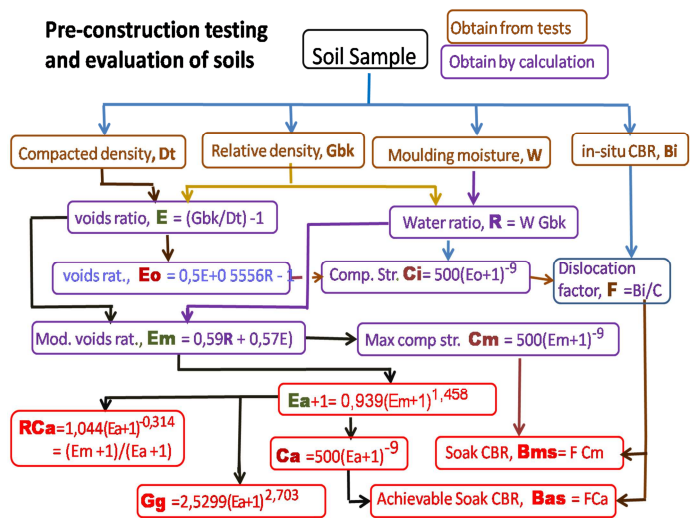 Pre-construction testing
and evaluation of soils
Soil Sample
Obtain from tests
Obtain by calculation
Compacted density, Dt
Relative density, Gbk
Moulding moisture, W
in-situ CBR, Bi
voids ratio, E = (Gbk/Dt) -1
Water ratio, R = W Gbk
voids rat., Eo = 0,5E+0 5556R - 1
Comp. Str. Ci= 500(Eo+1)⁻⁹
Dislocation
factor, F =Bi/C
Mod. voids rat., Em = 0,59R + 0,57E)
Max comp str. Cm = 500(Em+1)⁻⁹
Ea+1= 0,939(Em+1)¹,⁴⁵⁸
RCa=1,044(Ea+1)⁻⁰,³¹⁴
= (Em +1)/(Ea +1)
Ca =500(Ea+1)⁻⁹
Soak CBR, Bms= F Cm
Gg =2,5299(Ea+1)²,⁷⁰³
Achievable Soak CBR, Bas = FCa